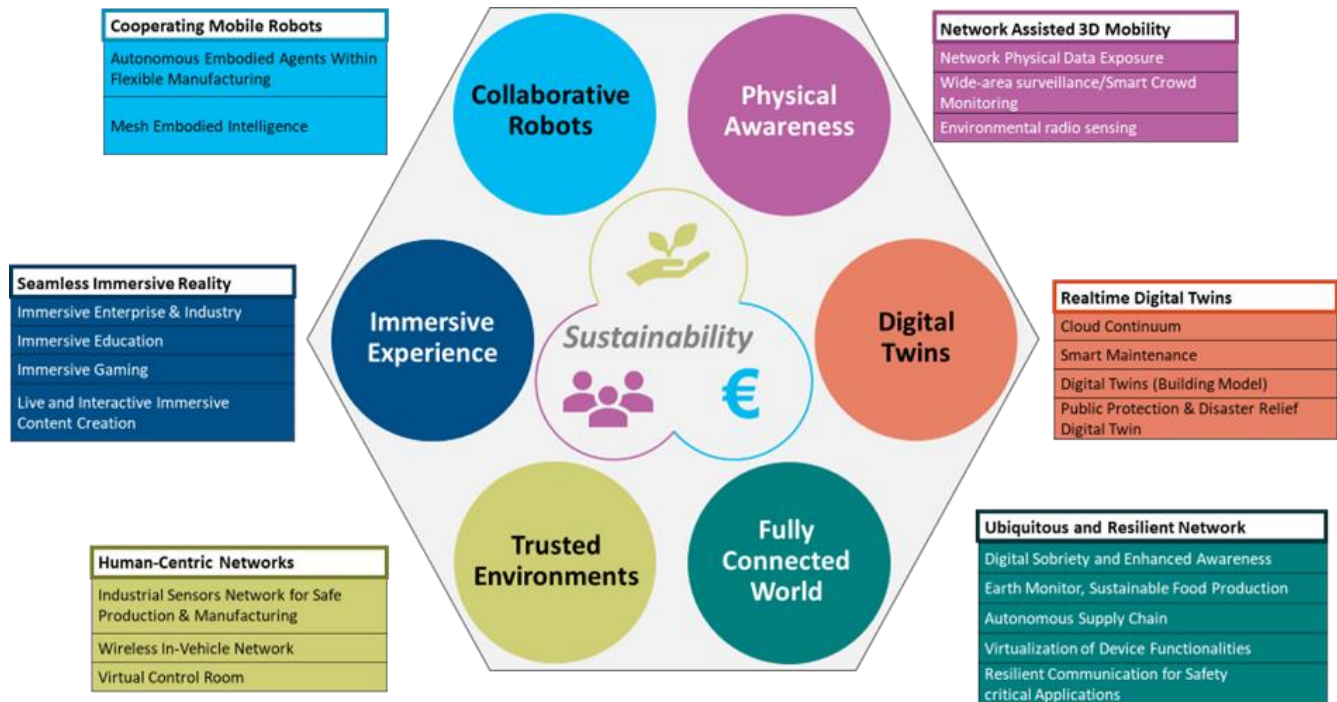 Cooperating Mobile Robots
Autonomous Embodied Agents Within
Flexible Manufacturing
Mesh Embodied Intelligence
Collaborative
Robots
Physical
Awareness
Network Assisted 3D Mobility
Network Physical Data Exposure
Wide-area surveillance/Smart Crowd
Monitoring
Environmental radio sensing
Seamless Immersive Reality
Immersive Enterprise & Industry
Immersive Education
Immersive Gaming
Live and Interactive Immersive
Content Creation
Immersive
Experience
Sustainability
€
Digital
Twins
Realtime Digital Twins
Cloud Continuum
Smart Maintenance
Digital Twins (Building Model)
Public Protection & Disaster Relief
Digital Twin
Human-Centric Networks
Industrial Sensors Network for Safe
Production & Manufacturing
Wireless In-Vehicle Network
Virtual Control Room
Trusted
Environments
Fully
Connected
World
Ubiquitous and Resilient Network
Digital Sobriety and Enhanced Awareness
Earth Monitor, Sustainable Food Production
Autonomous Supply Chain
Virtualization of Device Functionalities
Resilient Communication for Safety
critical Applications